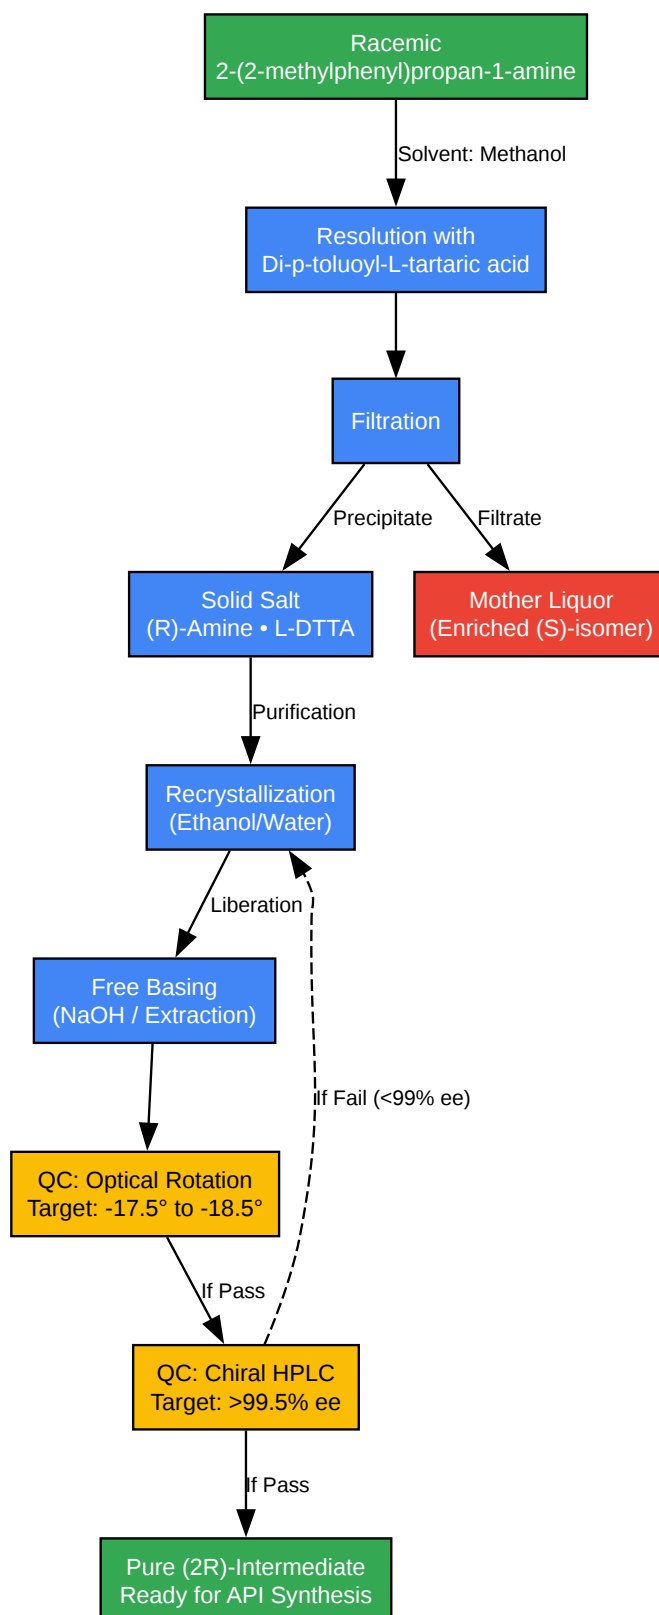 Racemic
2-(2-methylphenyl)propan-1-amine
Solvent: Methanol
Resolution with
Di-p-toluoyl-L-tartaric acid
Filtration
Precipitate
Filtrate
Solid Salt
(R)-Amine • L-DTTA
Mother Liquor
(Enriched (S)-isomer)
Purification
Recrystallization
(Ethanol/Water)
Liberation
Free Basing
(NaOH / Extraction)
If Fail (<99% ee)
QC: Optical Rotation
Target: -17.5° to -18.5°
If Pass
QC: Chiral HPLC
Target: >99.5% ee
If Pass
Pure (2R)-Intermediate
Ready for API Synthesis